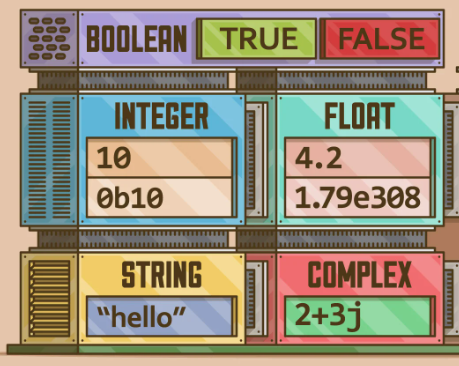 BOOLEAN TRUE FALSE
INTEGER
10
0b10
FLOAT
4.2
1.79e308
STRING
“hello”
COMPLEX
2+3j